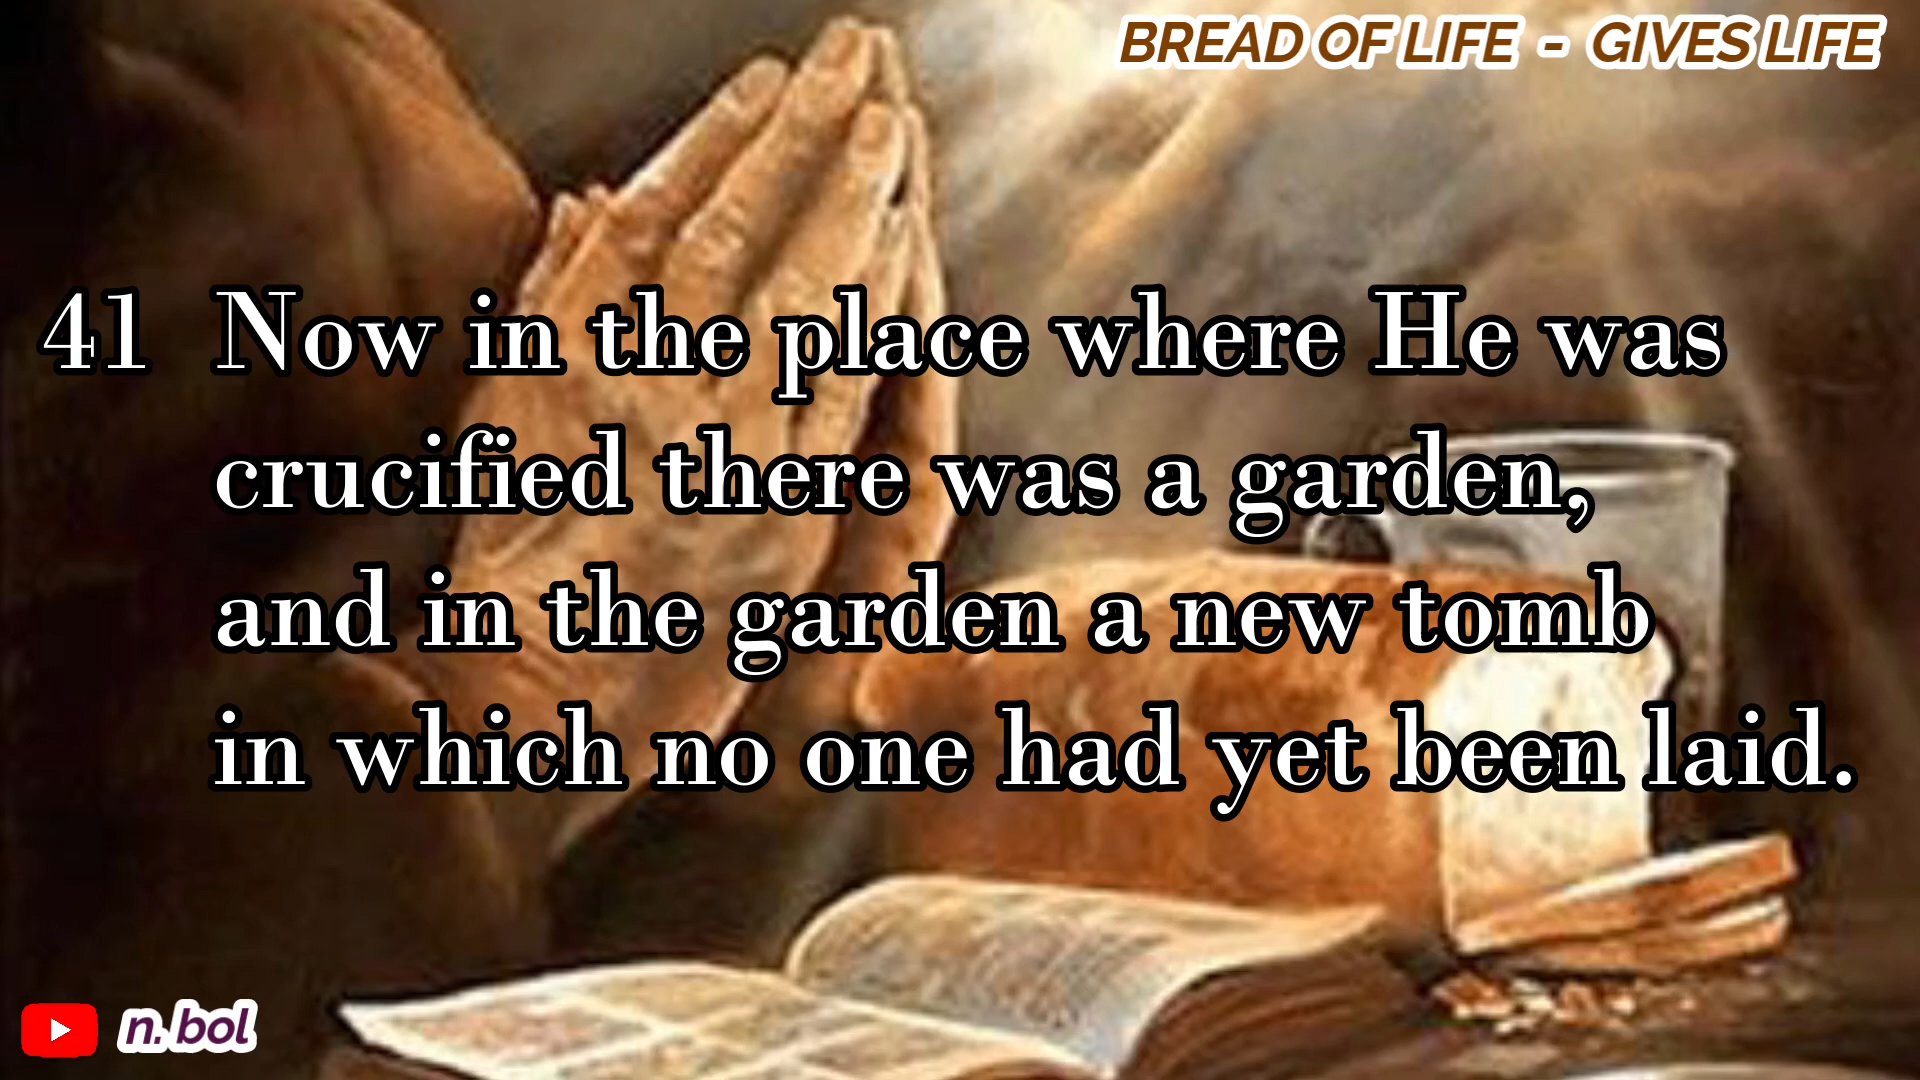 BREAD OF LIFE - GIVES LIFE
41 Now in the place where He was
crucified there was a garden,
and in the garden a new tomb
in which no one had yet been laid.
n. bol